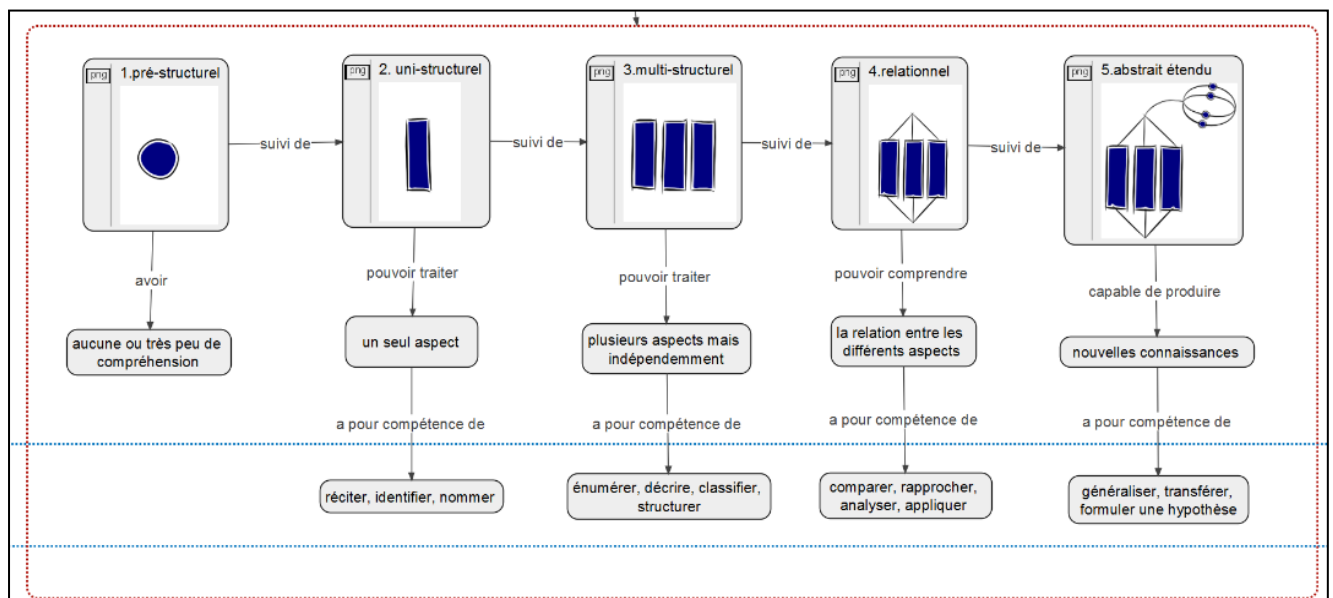 png 1.pré-structurel
png 2. uni-structurel
png 3.multi-structurel
png 4.relationnel
png 5.abstrait étendu
suivi de
suivi de
suivi de
suivi de
avoir
pouvoir traiter
pouvoir traiter
pouvoir comprendre
capable de produire
aucune ou très peu de
compréhension
un seul aspect
plusieurs aspects mais
indépendemment
la relation entre les
différents aspects
nouvelles connaissances
a pour compétence de
a pour compétence de
a pour compétence de
a pour compétence de
réciter, identifier, nommer
énumérer, décrire, classifier,
structurer
comparer, rapprocher,
analyser, appliquer
généraliser, transférer,
formuler une hypothèse